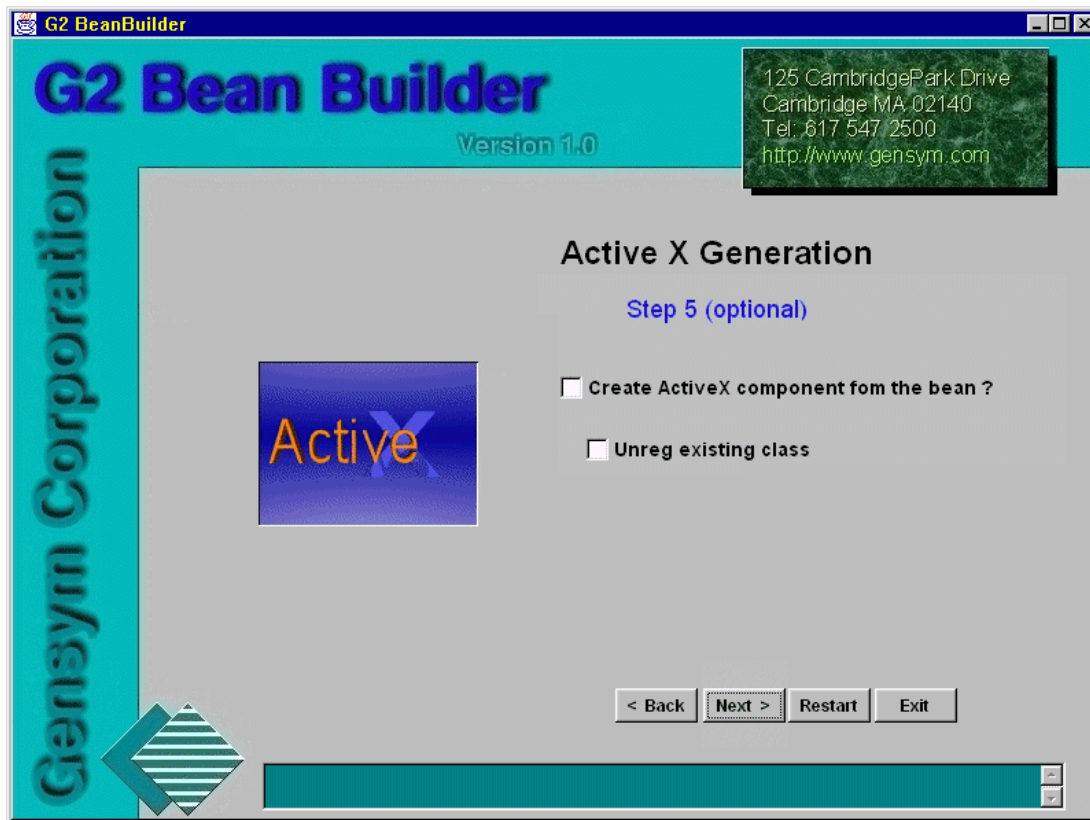 G2 BeanBuilder
G2 Bean Builder
Version 1.0
125 CambridgePark Drive
Cambridge MA 02140
Tel: 617 547 2500
http://www.gensym.com
Gensym Corporation
Active X Generation
Step 5 (optional)
ActiveX
Create ActiveX component fom the bean ?
Unreg existing class
< Back
Next >
Restart
Exit